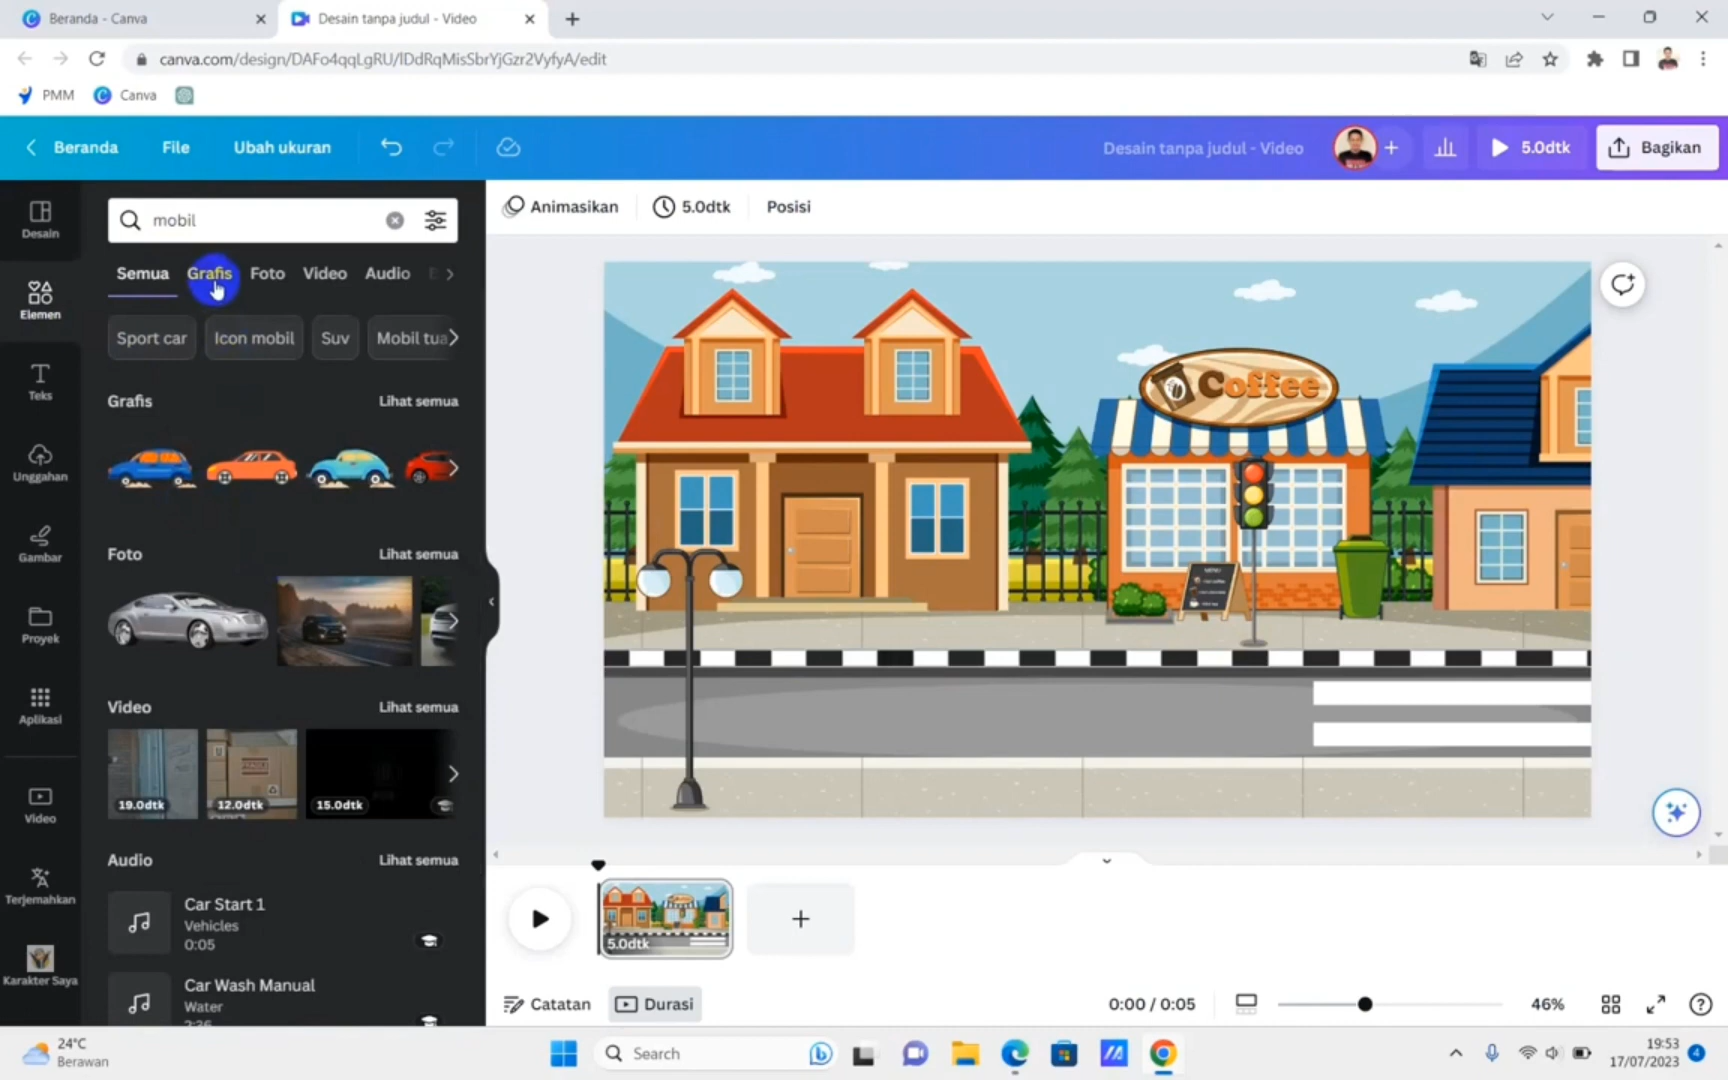 Beranda - Canva
Desain tanpa judul - Video
canva.com/design/DAFo4qqLgRU/lDdRqMisSbrYjGzr2VyfyA/edit
PMM
Canva
Beranda
File
Ubah ukuran
Desain tanpa judul - Video
5.0dtk
Bagikan
Desain
Elemen
Teks
Unggahan
Gambar
Proyek
Aplikasi
Video
Terjemahkan
Karakter Saya
mobil
Semua Grafis Foto Video Audio
Sport car Icon mobil Suv Mobil tua
Grafis Lihat semua
Foto Lihat semua
Video Lihat semua
19.0dtk 12.0dtk 15.0dtk
Audio Lihat semua
Car Start 1
Vehicles
0:05
Car Wash Manual
Water
Animasikan 5.0dtk Posisi
Coffee
MENU
5.0dtk
Catatan Durasi 0:00 / 0:05 46%
24°C
Berawan
Search
19:53
17/07/2023
4